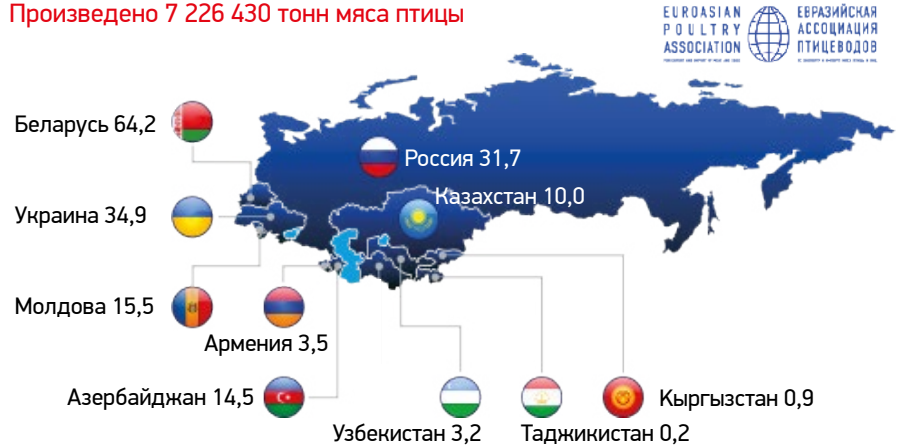 Произведено 7 226 430 тонн мяса птицы
EUROASIAN
POULTRY
ASSOCIATION
ЕВРАЗИЙСКАЯ
АССОЦИАЦИЯ
ПТИЦЕВОДОВ
Беларусь 64,2
Россия 31,7
Казахстан 10,0
Украина 34,9
Молдова 15,5
Армения 3,5
Азербайджан 14,5
Кыргызстан 0,9
Узбекистан 3,2
Таджикистан 0,2